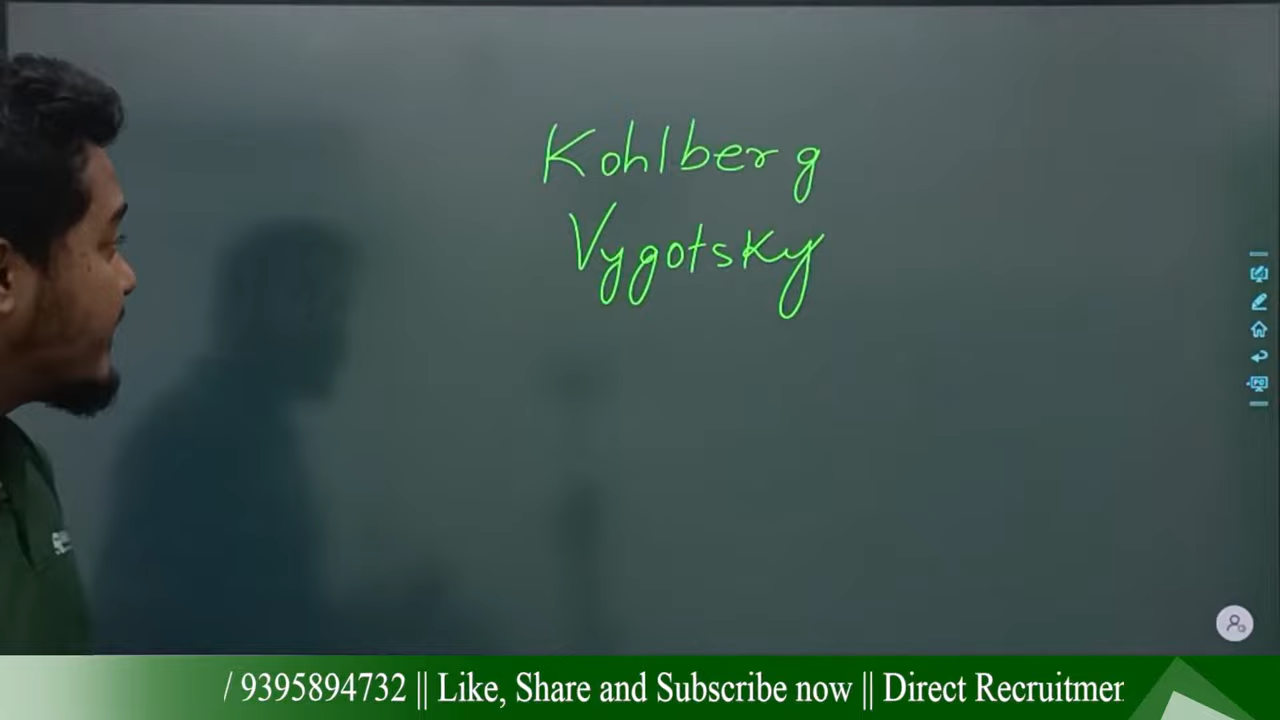 Kohlberg
Vygotsky
/ 9395894732 || Like, Share and Subscribe now || Direct Recruitmer